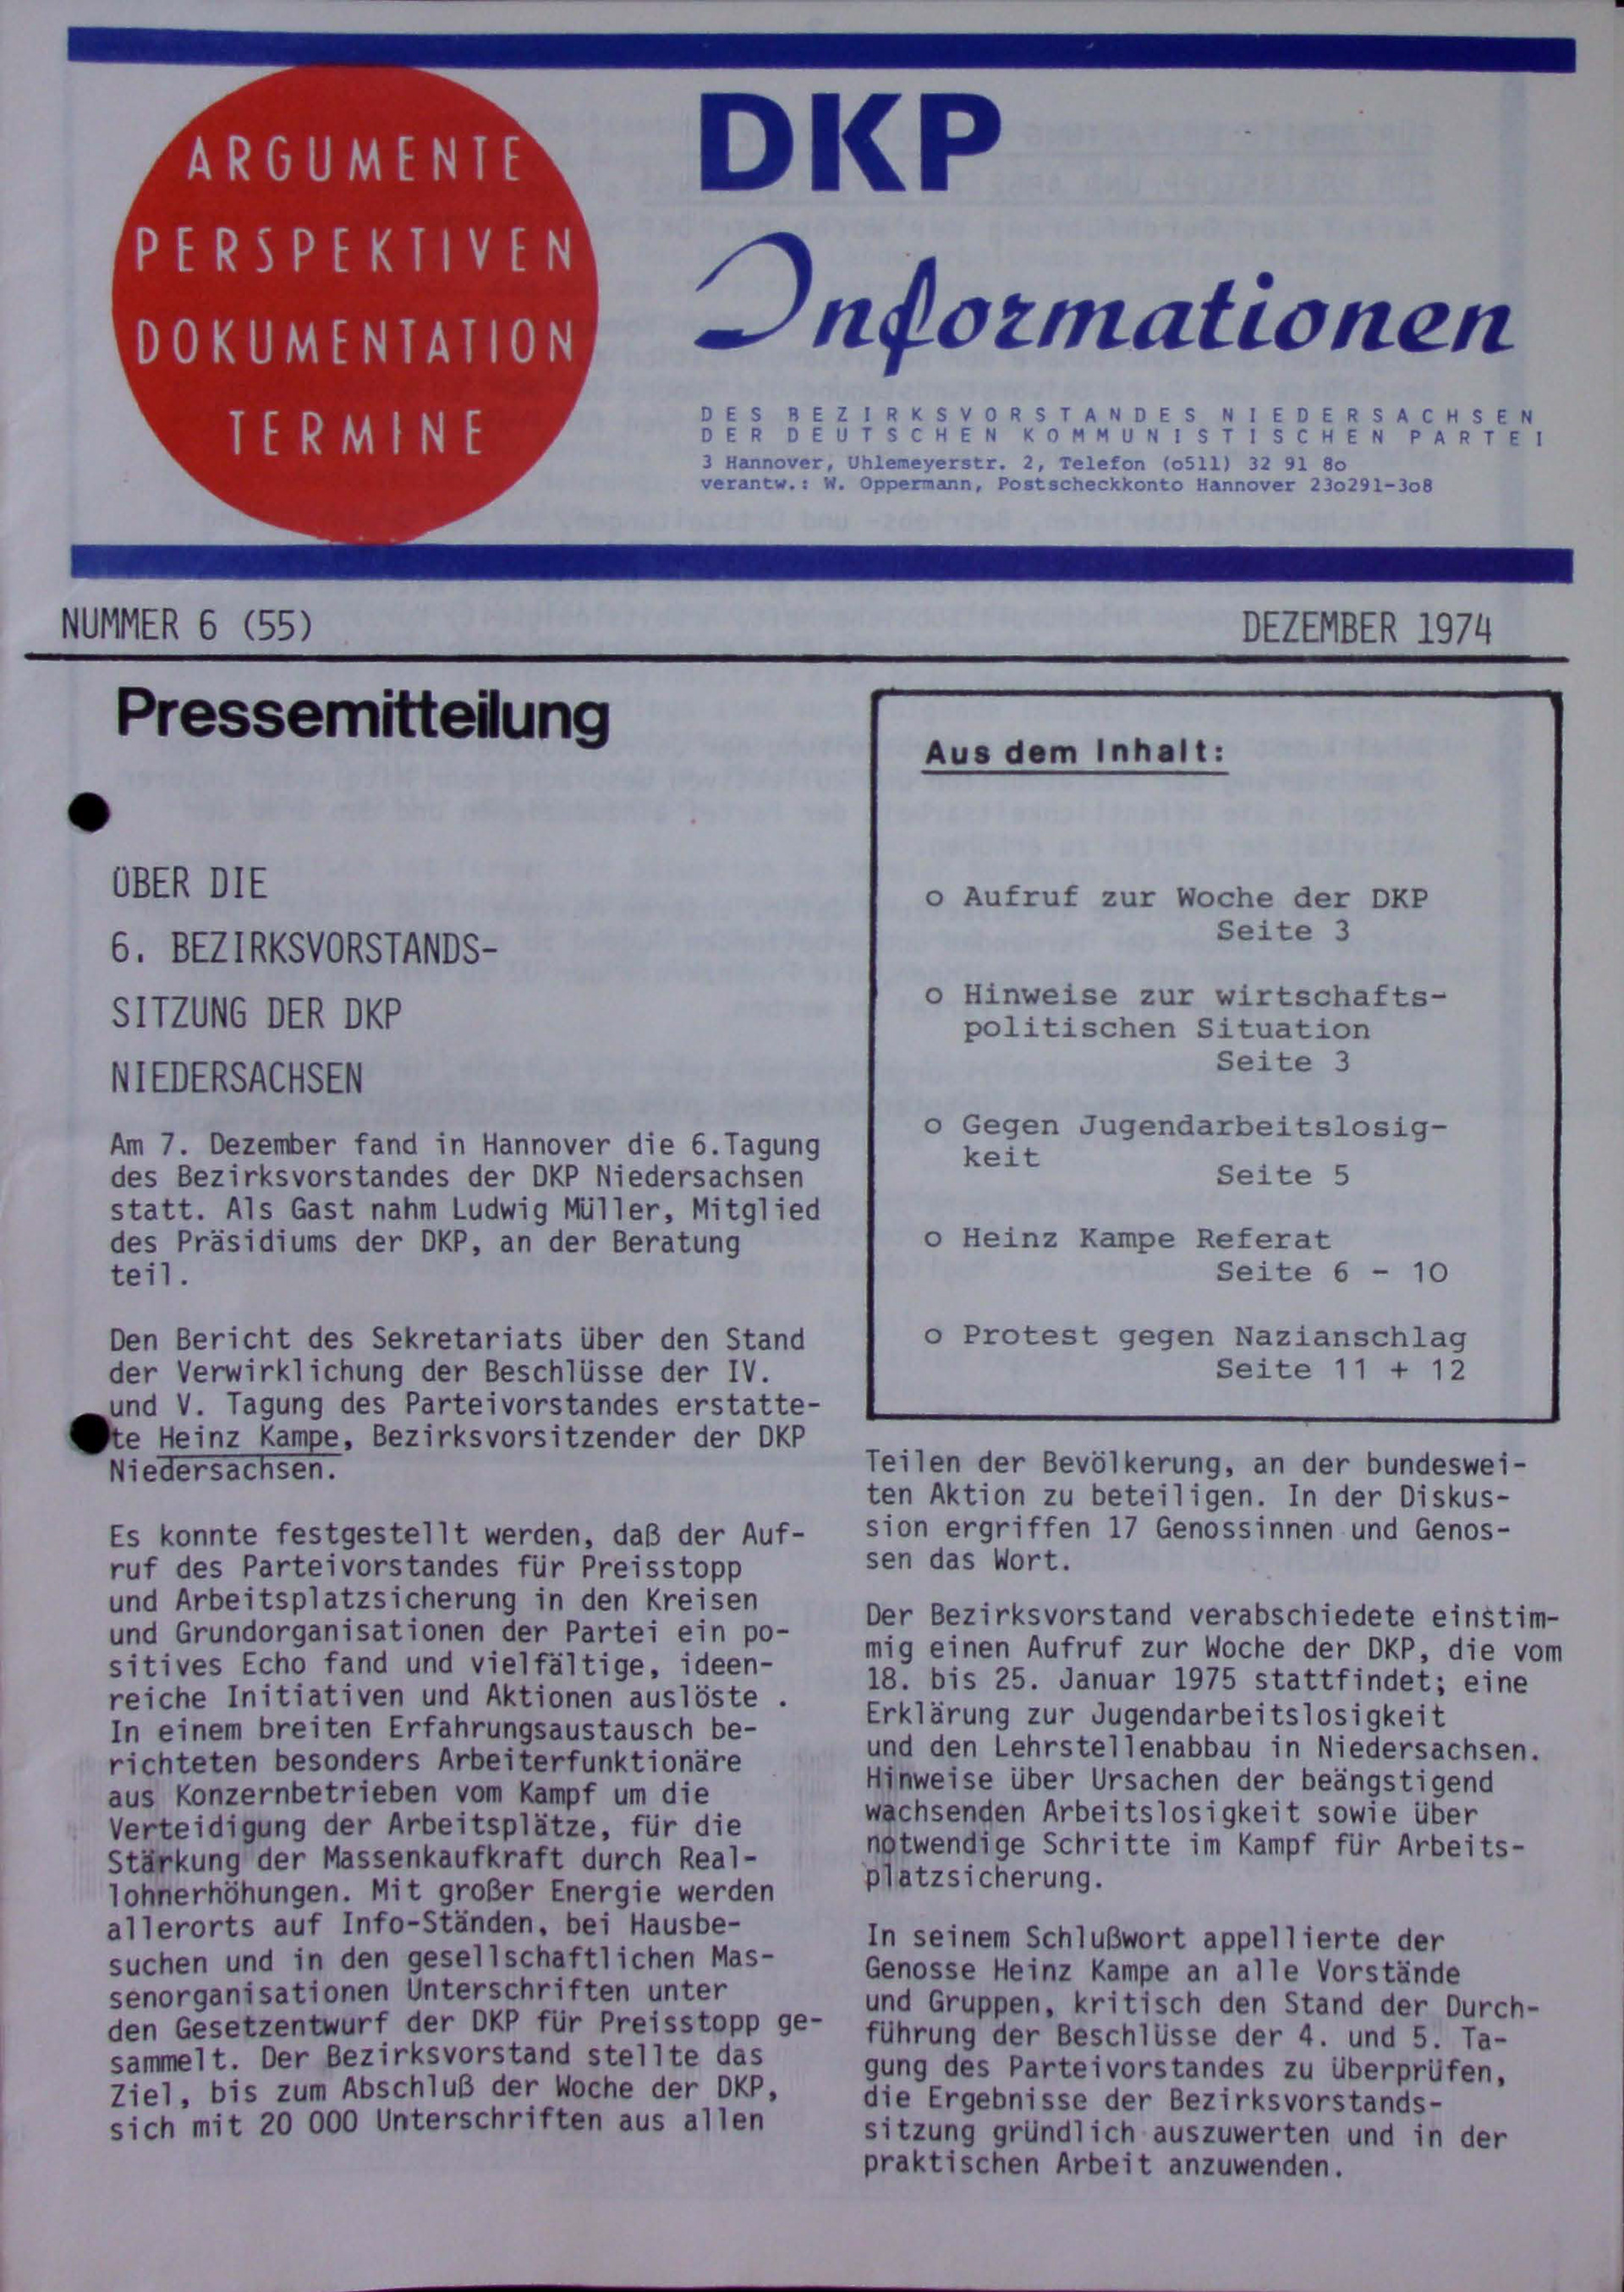 ARGUMENTE
PERSPEKTIVEN
DOKUMENTATION
TERMINE
DKP
Informationen
DES BEZIRKSVORSTANDES NIEDERSACHSEN
DER DEUTSCHEN KOMMUNISTISCHEN PARTEI
3 Hannover, Uhlemeyerstr. 2, Telefon (o511) 32 91 8o
verantw.: W. Oppermann, Postscheckkonto Hannover 23o291-3o8
NUMMER 6 (55)
DEZEMBER 1974
Pressemitteilung
ÜBER DIE
6. BEZIRKSVORSTANDS-
SITZUNG DER DKP
NIEDERSACHSEN
Am 7. Dezember fand in Hannover die 6.Tagung
des Bezirksvorstandes der DKP Niedersachsen
statt. Als Gast nahm Ludwig Müller, Mitglied
des Präsidiums der DKP, an der Beratung
teil.
Den Bericht des Sekretariats über den Stand
der Verwirklichung der Beschlüsse der IV.
und V. Tagung des Parteivorstandes erstatte-
te Heinz Kampe, Bezirksvorsitzender der DKP
Niedersachsen.
Es konnte festgestellt werden, daß der Auf-
ruf des Parteivorstandes für Preisstopp
und Arbeitsplatzsicherung in den Kreisen
und Grundorganisationen der Partei ein po-
sitives Echo fand und vielfältige, ideen-
reiche Initiativen und Aktionen auslöste .
In einem breiten Erfahrungsaustausch be-
richteten besonders Arbeiterfunktionäre
aus Konzernbetrieben vom Kampf um die
Verteidigung der Arbeitsplätze, für die
Stärkung der Massenkaufkraft durch Real-
lohnerhöhungen. Mit großer Energie werden
allerorts auf Info-Ständen, bei Hausbe-
suchen und in den gesellschaftlichen Mas-
senorganisationen Unterschriften unter
den Gesetzentwurf der DKP für Preisstopp ge-
sammelt. Der Bezirksvorstand stellte das
Ziel, bis zum Abschluß der Woche der DKP,
sich mit 20 000 Unterschriften aus allen
Aus dem Inhalt:
o Aufruf zur Woche der DKP
Seite 3
o Hinweise zur wirtschafts-
politischen Situation
Seite 3
o Gegen Jugendarbeitslosig-
keit
Seite 5
o Heinz Kampe Referat
Seite 6 - 10
o Protest gegen Nazianschlag
Seite 11 + 12
Teilen der Bevölkerung, an der bundeswei-
ten Aktion zu beteiligen. In der Diskus-
sion ergriffen 17 Genossinnen und Genos-
sen das Wort.
Der Bezirksvorstand verabschiedete einstim-
mig einen Aufruf zur Woche der DKP, die vom
18. bis 25. Januar 1975 stattfindet; eine
Erklärung zur Jugendarbeitslosigkeit
und den Lehrstellenabbau in Niedersachsen.
Hinweise über Ursachen der beängstigend
wachsenden Arbeitslosigkeit sowie über
notwendige Schritte im Kampf für Arbeits-
platzsicherung.
In seinem Schlußwort appellierte der
Genosse Heinz Kampe an alle Vorstände
und Gruppen, kritisch den Stand der Durch-
führung der Beschlüsse der 4. und 5. Ta-
gung des Parteivorstandes zu überprüfen,
die Ergebnisse der Bezirksvorstands-
sitzung gründlich auszuwerten und in der
praktischen Arbeit anzuwenden.